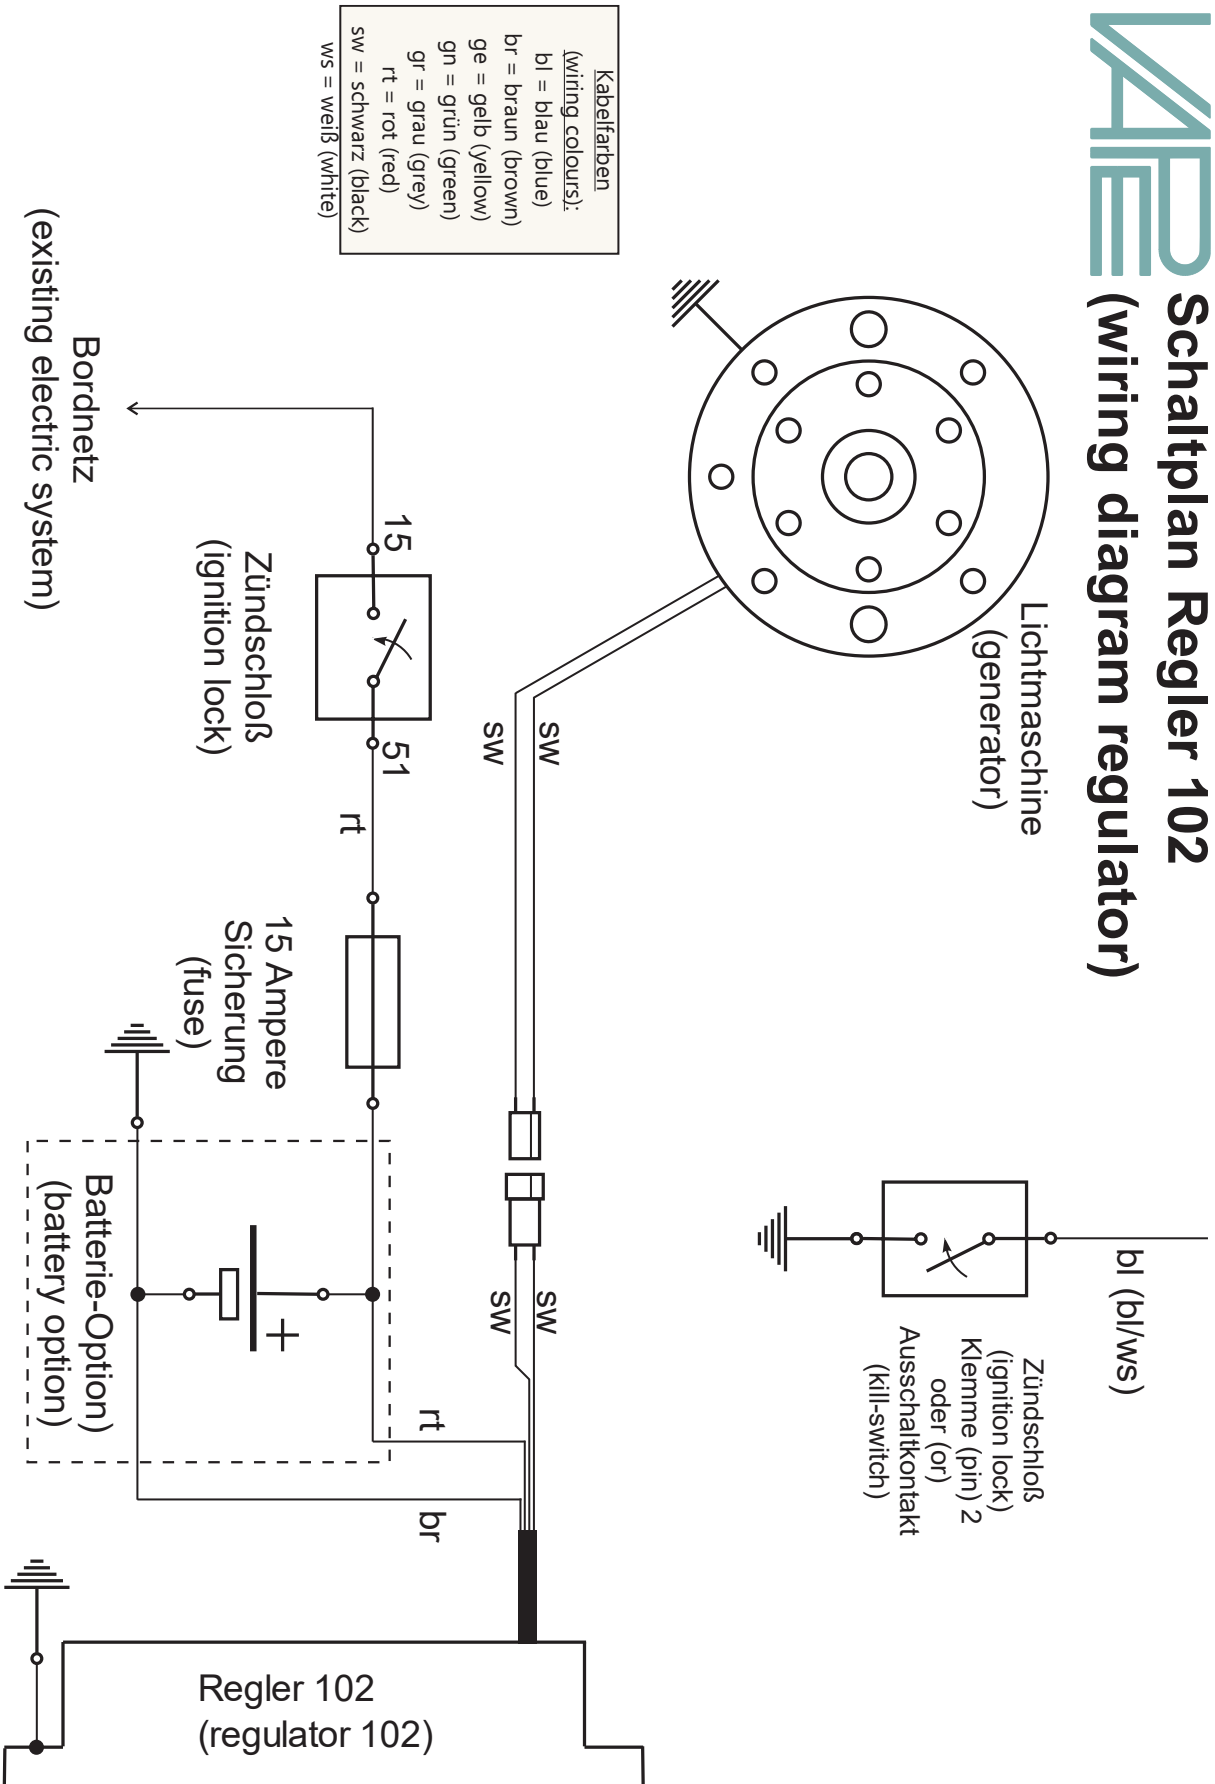 VAPE
Schaltplan Regler 102
(wiring diagram regulator)
Kabelfarben
(wiring colours):
bl = blau (blue)
br = braun (brown)
ge = gelb (yellow)
gn = grün (green)
gr = grau (grey)
rt = rot (red)
sw = schwarz (black)
ws = weiß (white)
Lichtmaschine
(generator)
bl (bl/ws)
Zündschloß
(ignition lock)
Klemme (pin) 2
oder (or)
Ausschaltkontakt
(kill-switch)
sw
sw
sw
sw
15
51
Zündschloß
(ignition lock)
rt
15 Ampere
Sicherung
(fuse)
Bordnetz
(existing electric system)
+
Batterie-Option)
(battery option)
rt
br
Regler 102
(regulator 102)